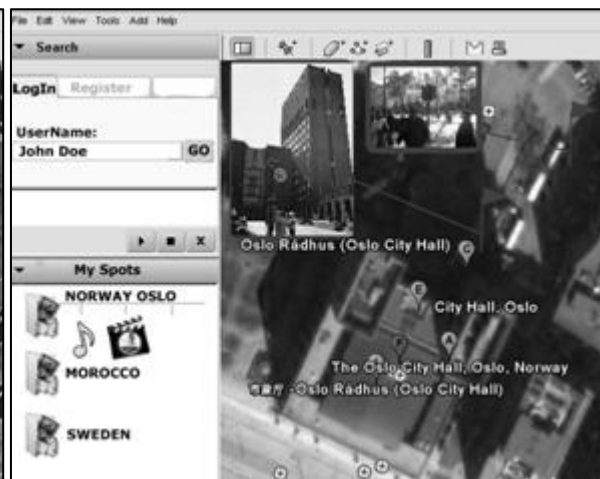 File Edit View Tools Add Help
Search
LogIn Register
UserName:
John Doe GO
X
My Spots
NORWAY OSLO
MOROCCO
SWEDEN
Oslo Rådhus (Oslo City Hall)
C
E
City Hall, Oslo
A
The Oslo City Hall, Oslo, Norway
-Oslo Rådhus (Oslo City Hall)